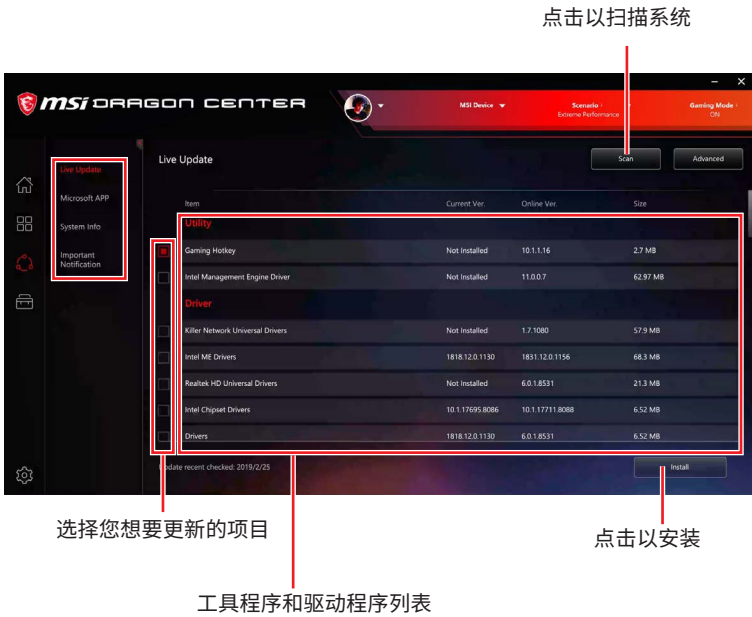 点击以扫描系统
msi DRAGON CENTER
MSI Device
Scenario :
Extreme Performance
Gaming Mode :
ON
Live Update
Microsoft APP
System Info
Important
Notification
Live Update
Scan
Advanced
Item Current Ver. Online Ver. Size
Utility
Gaming Hotkey Not Installed 10.1.1.16 2.7 MB
Intel Management Engine Driver Not Installed 11.0.0.7 62.97 MB
Driver
Killer Network Universal Drivers Not Installed 1.7.1080 57.9 MB
Intel ME Drivers 1818.12.0.1130 1831.12.0.1156 68.3 MB
Realtek HD Universal Drivers Not Installed 6.0.1.8531 21.3 MB
Intel Chipset Drivers 10.1.17695.8086 10.1.17711.8088 6.52 MB
Drivers 1818.12.0.1130 6.0.1.8531 6.52 MB
Update recent checked: 2019/2/25
Install
选择您想要更新的项目
点击以安装
工具程序和驱动程序列表